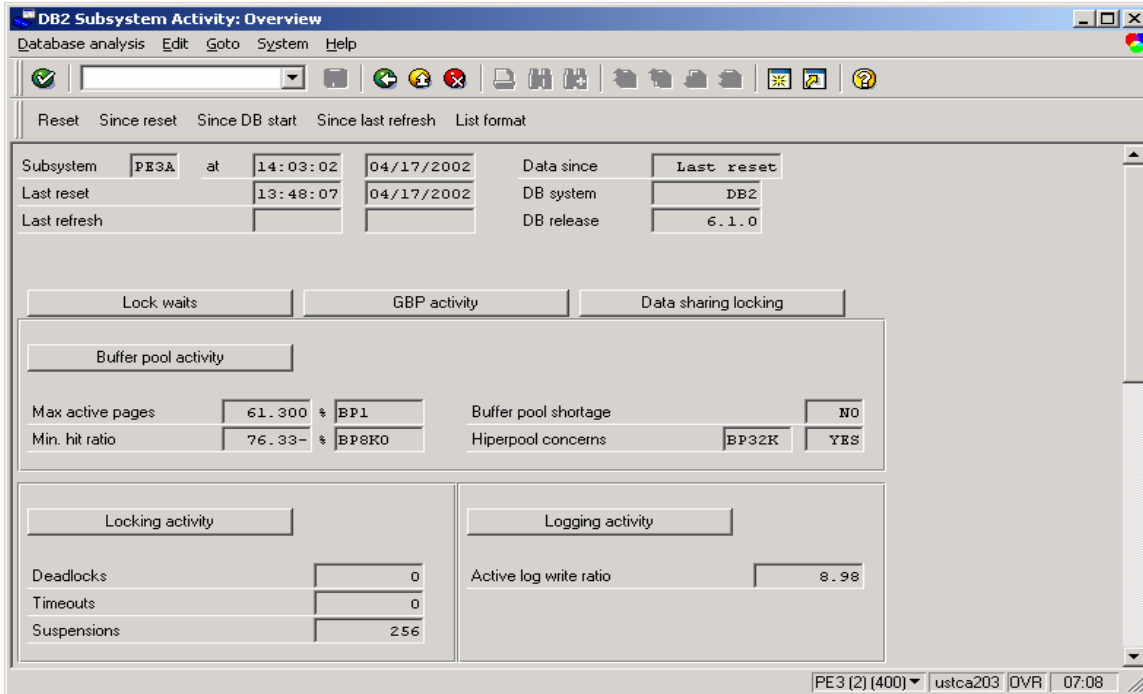 DB2 Subsystem Activity: Overview
Database analysis Edit Goto System Help
Reset Since reset Since DB start Since last refresh List format
Subsystem PE3A at 14:03:02 04/17/2002 Data since Last reset
Last reset 13:48:07 04/17/2002 DB system DB2
Last refresh DB release 6.1.0
Lock waits GBP activity Data sharing locking
Buffer pool activity
Max active pages 61.300 % BP1 Buffer pool shortage NO
Min. hit ratio 76.33- % BP8K0 Hiperpool concerns BP32K YES
Locking activity Logging activity
Deadlocks 0 Active log write ratio 8.98
Timeouts 0
Suspensions 256
PE3 (2) (400) ustca203 OVR 07:08